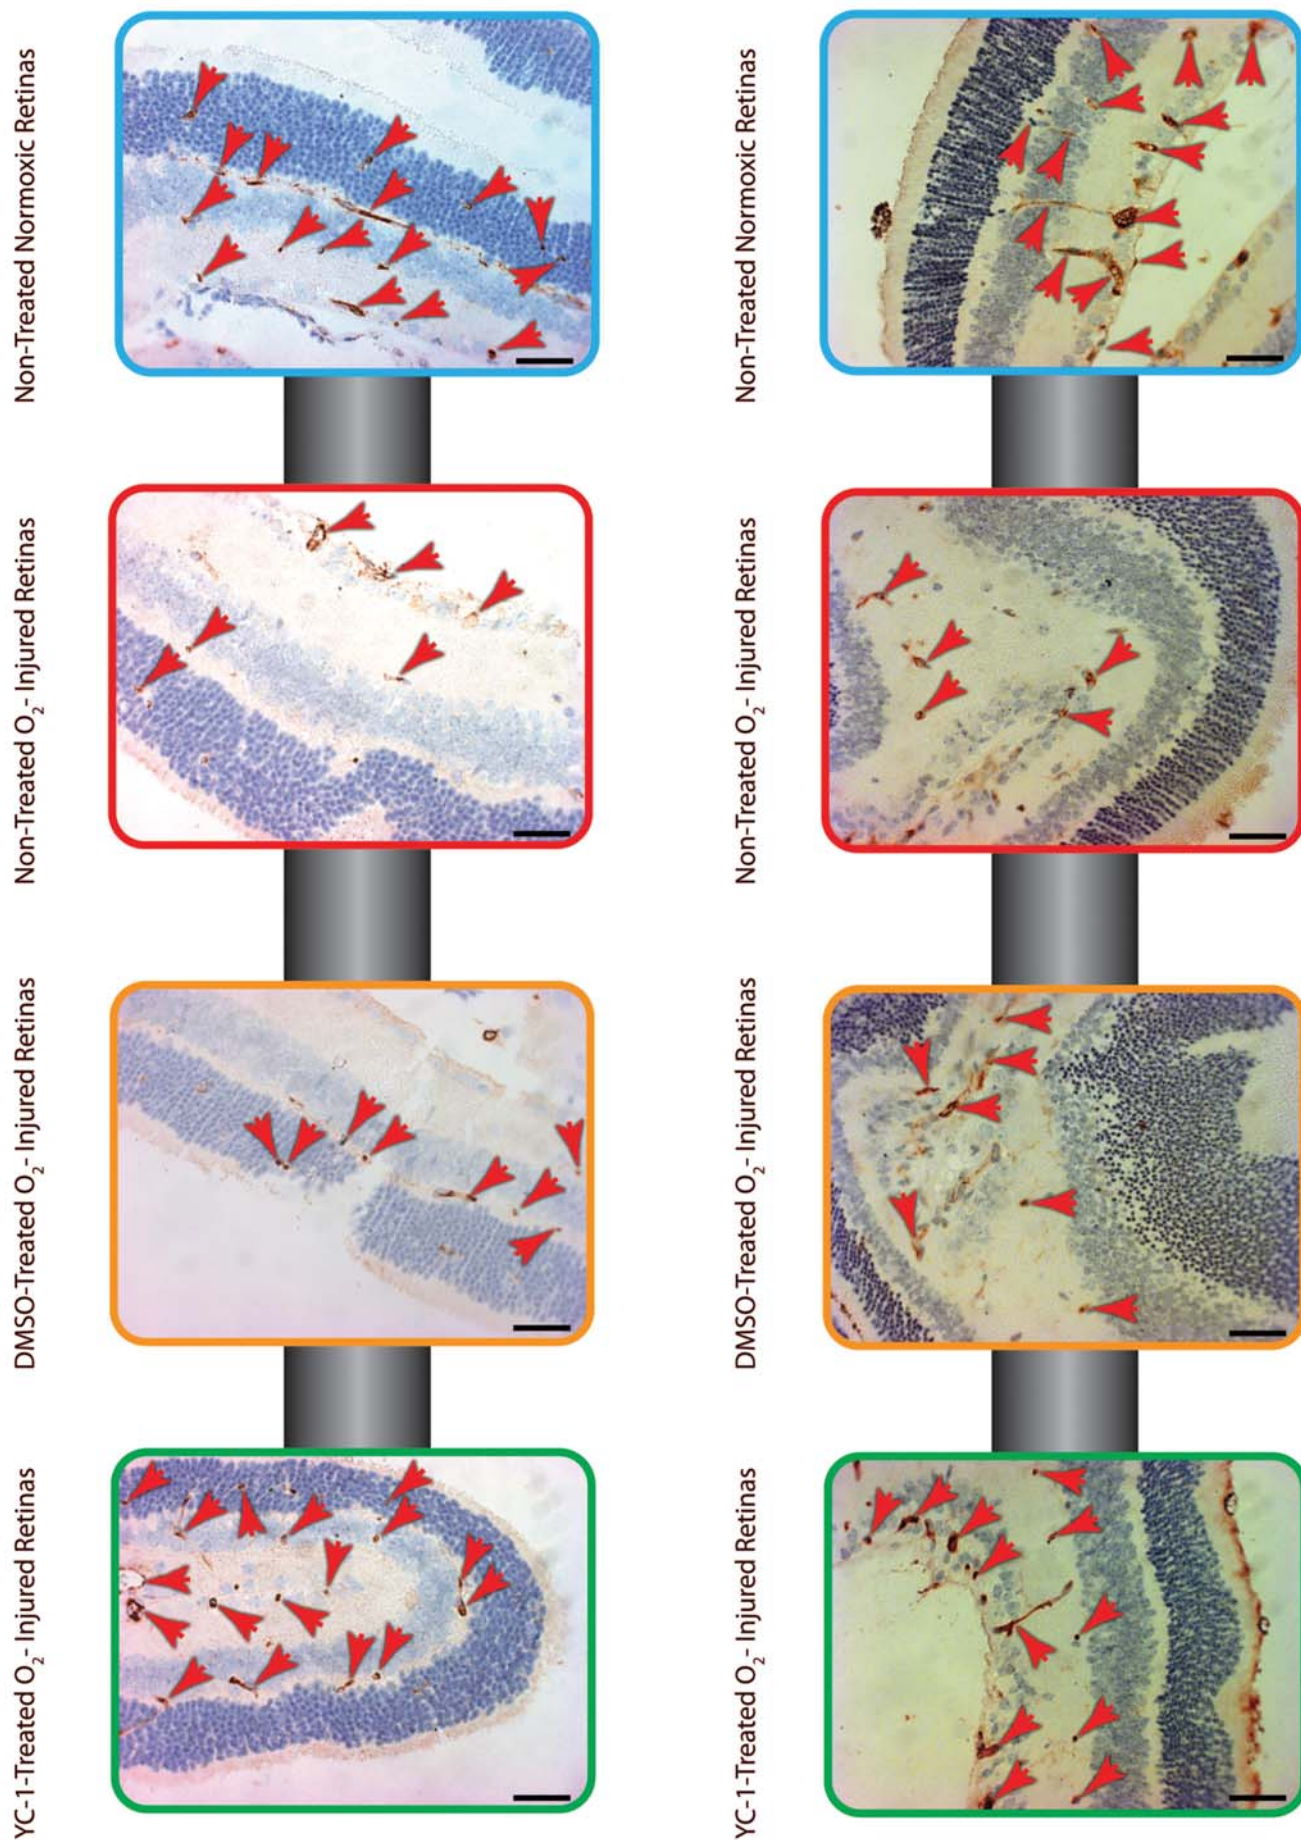 Non-Treated Normoxic Retinas
Non-Treated Normoxic Retinas
Non-Treated O₂- Injured Retinas
Non-Treated O₂- Injured Retinas
DMSO-Treated O₂- Injured Retinas
DMSO-Treated O₂- Injured Retinas
YC-1-Treated O₂- Injured Retinas
YC-1-Treated O₂- Injured Retinas